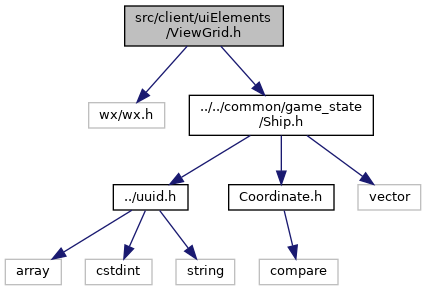 src/client/uiElements
/ViewGrid.h
wx/wx.h
../../common/game_state
/Ship.h
../uuid.h
Coordinate.h
vector
array
cstdint
string
compare